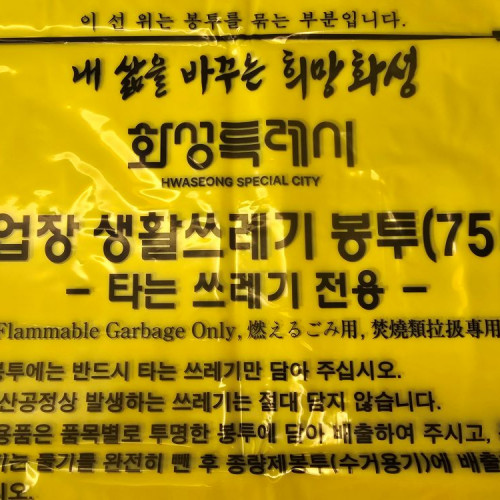 이 선 위는 봉투를 묶는 부분입니다.
내 삶을 바꾸는 희망화성
화성특례시
HWASEONG SPECIAL CITY
업장 생활쓰레기 봉투(75
- 타는 쓰레기 전용 -
Flammable Garbage Only, 燃えるごみ用, 焚燒類垃圾專用
봉투에는 반드시 타는 쓰레기만 담아 주십시오.
산공정상 발생하는 쓰레기는 절대 담지 않습니다.
용품은 품목별로 투명한 봉투에 담아 배출하여 주시고,
는 물기를 완전히 뺀 후 종량제봉투(수거용기)에 배출
시오.